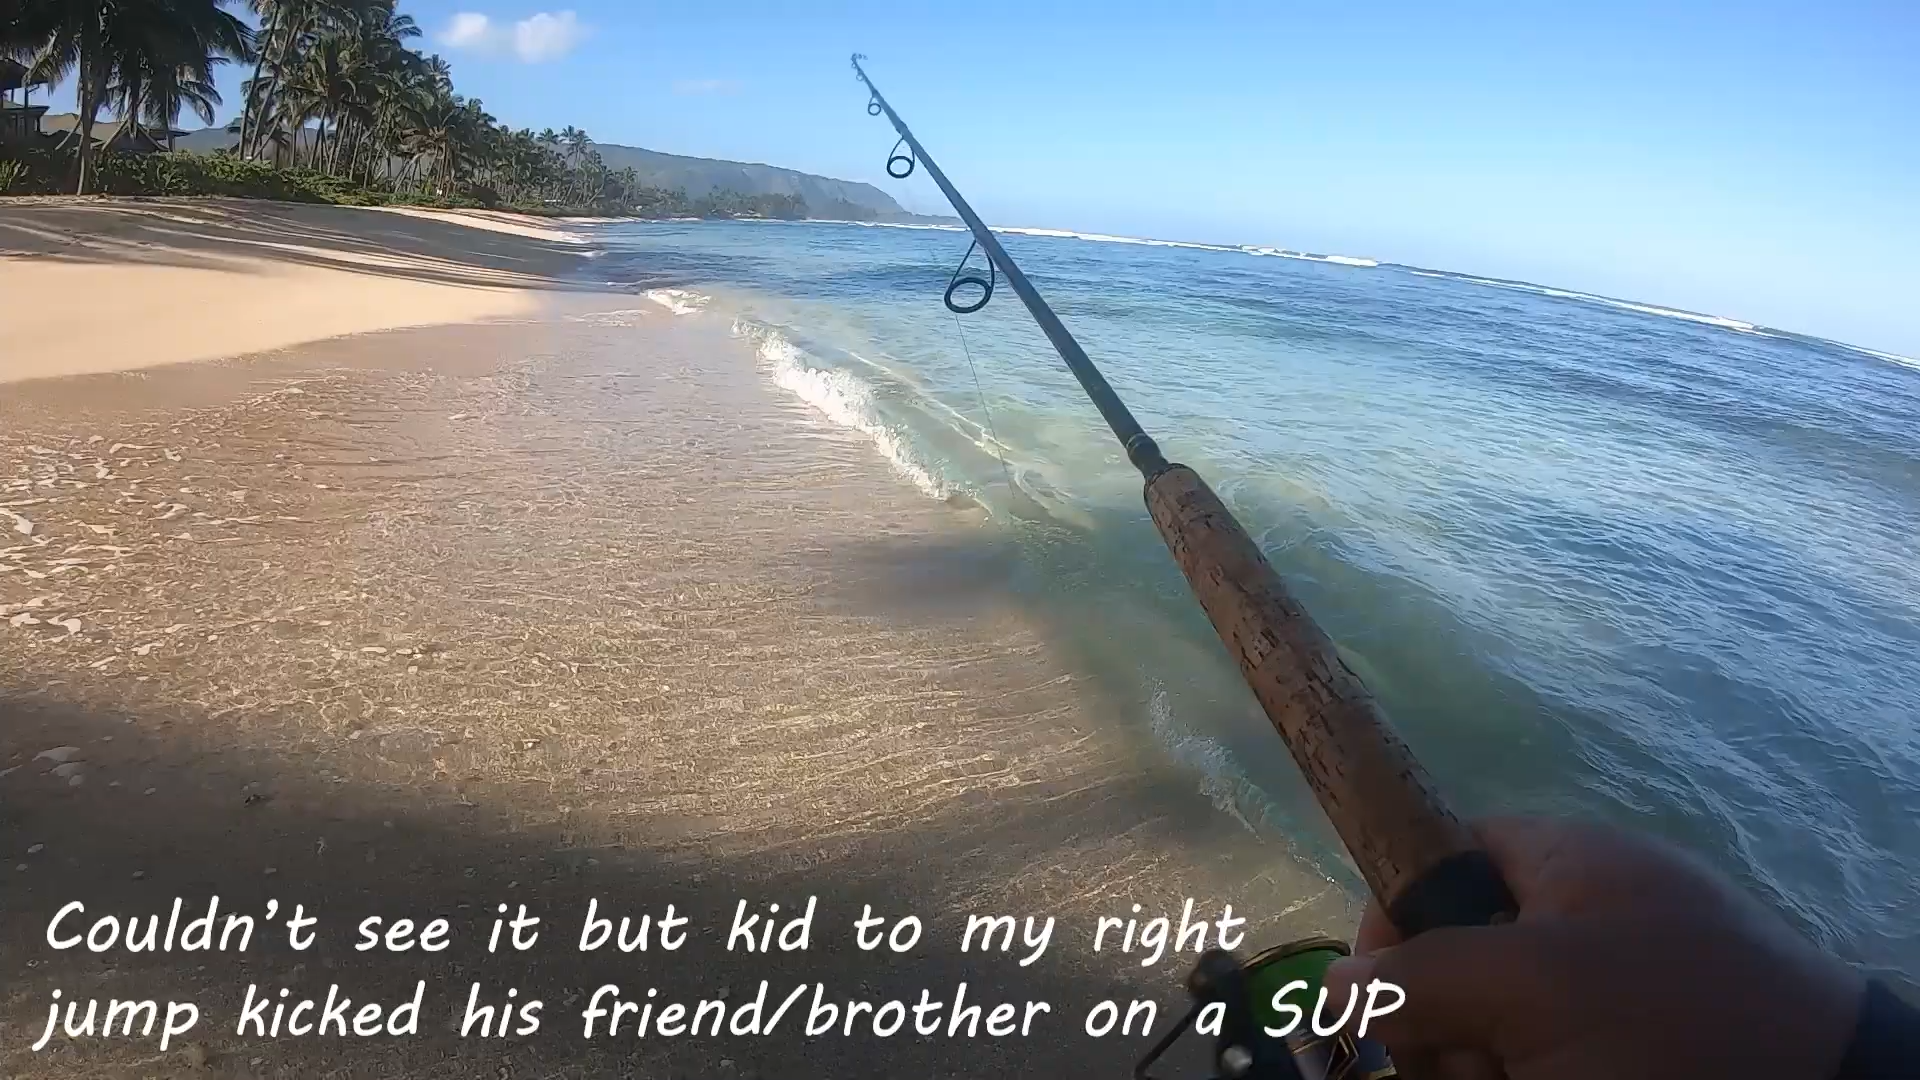 Couldn't see it but kid to my right
jump kicked his friend/brother on a SUP